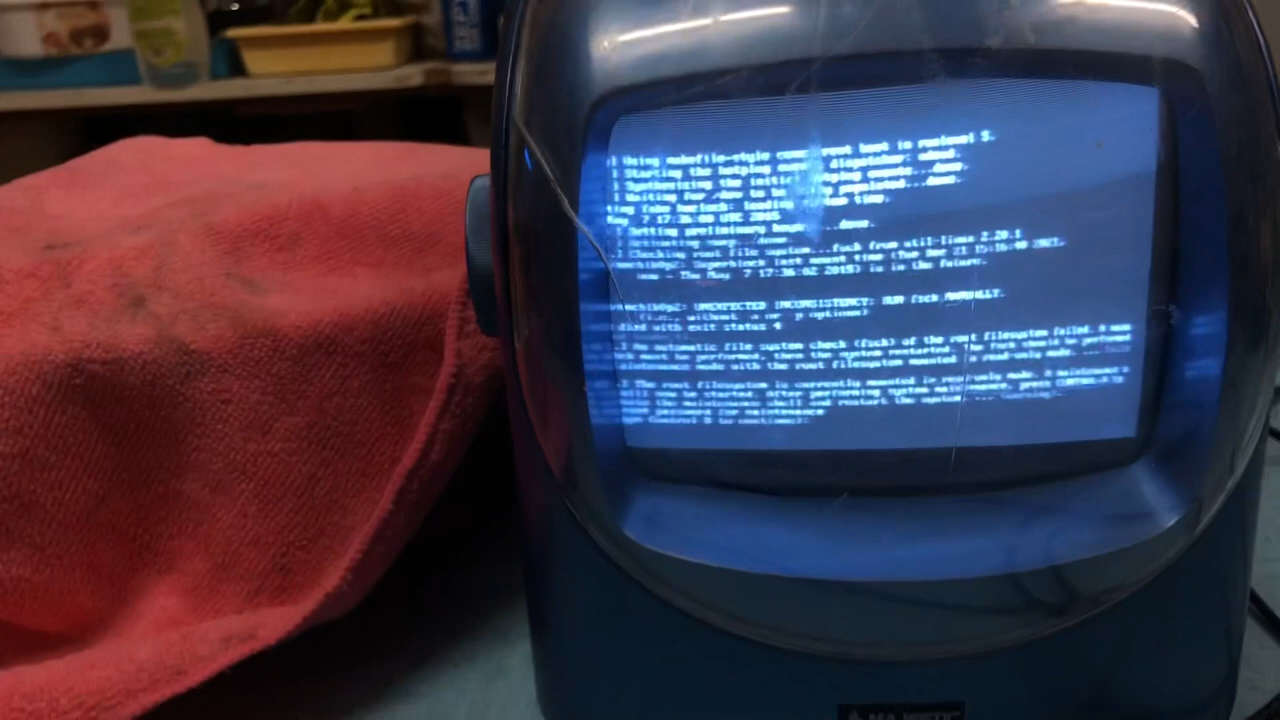 Using makefile-style concurrent boot in runlevel S.
Starting the hotplug events dispatcher: udevd.
Synthesizing the initial hotplug events...done.
Waiting for /dev to be fully populated...done
loading time.
May 7 17:36:00 UTC 2015
Setting preliminary keymap...done.
Activating swap...done.
Checking root file system...fsck from util-linux 2.20.1
Superblock last mount time (Tue Dec 21 15:16:40 2021,
now = Thu May 7 17:36:02 2015) is in the future.
UNEXPECTED INCONSISTENCY; RUN fsck MANUALLY.
(i.e., without -a or -p options)
died with exit status 4
An automatic file system check (fsck) of the root filesystem failed. A man
fsck must be performed, then the system restarted. The fsck should be performed
maintenance mode with the root filesystem mounted in read-only mode.
The root filesystem is currently mounted in read-only mode. A maintenance s
will now be started. After performing system maintenance, press CONTROL-D to
the maintenance shell and restart the system. (warning).
password for maintenance
Control-D to continue):